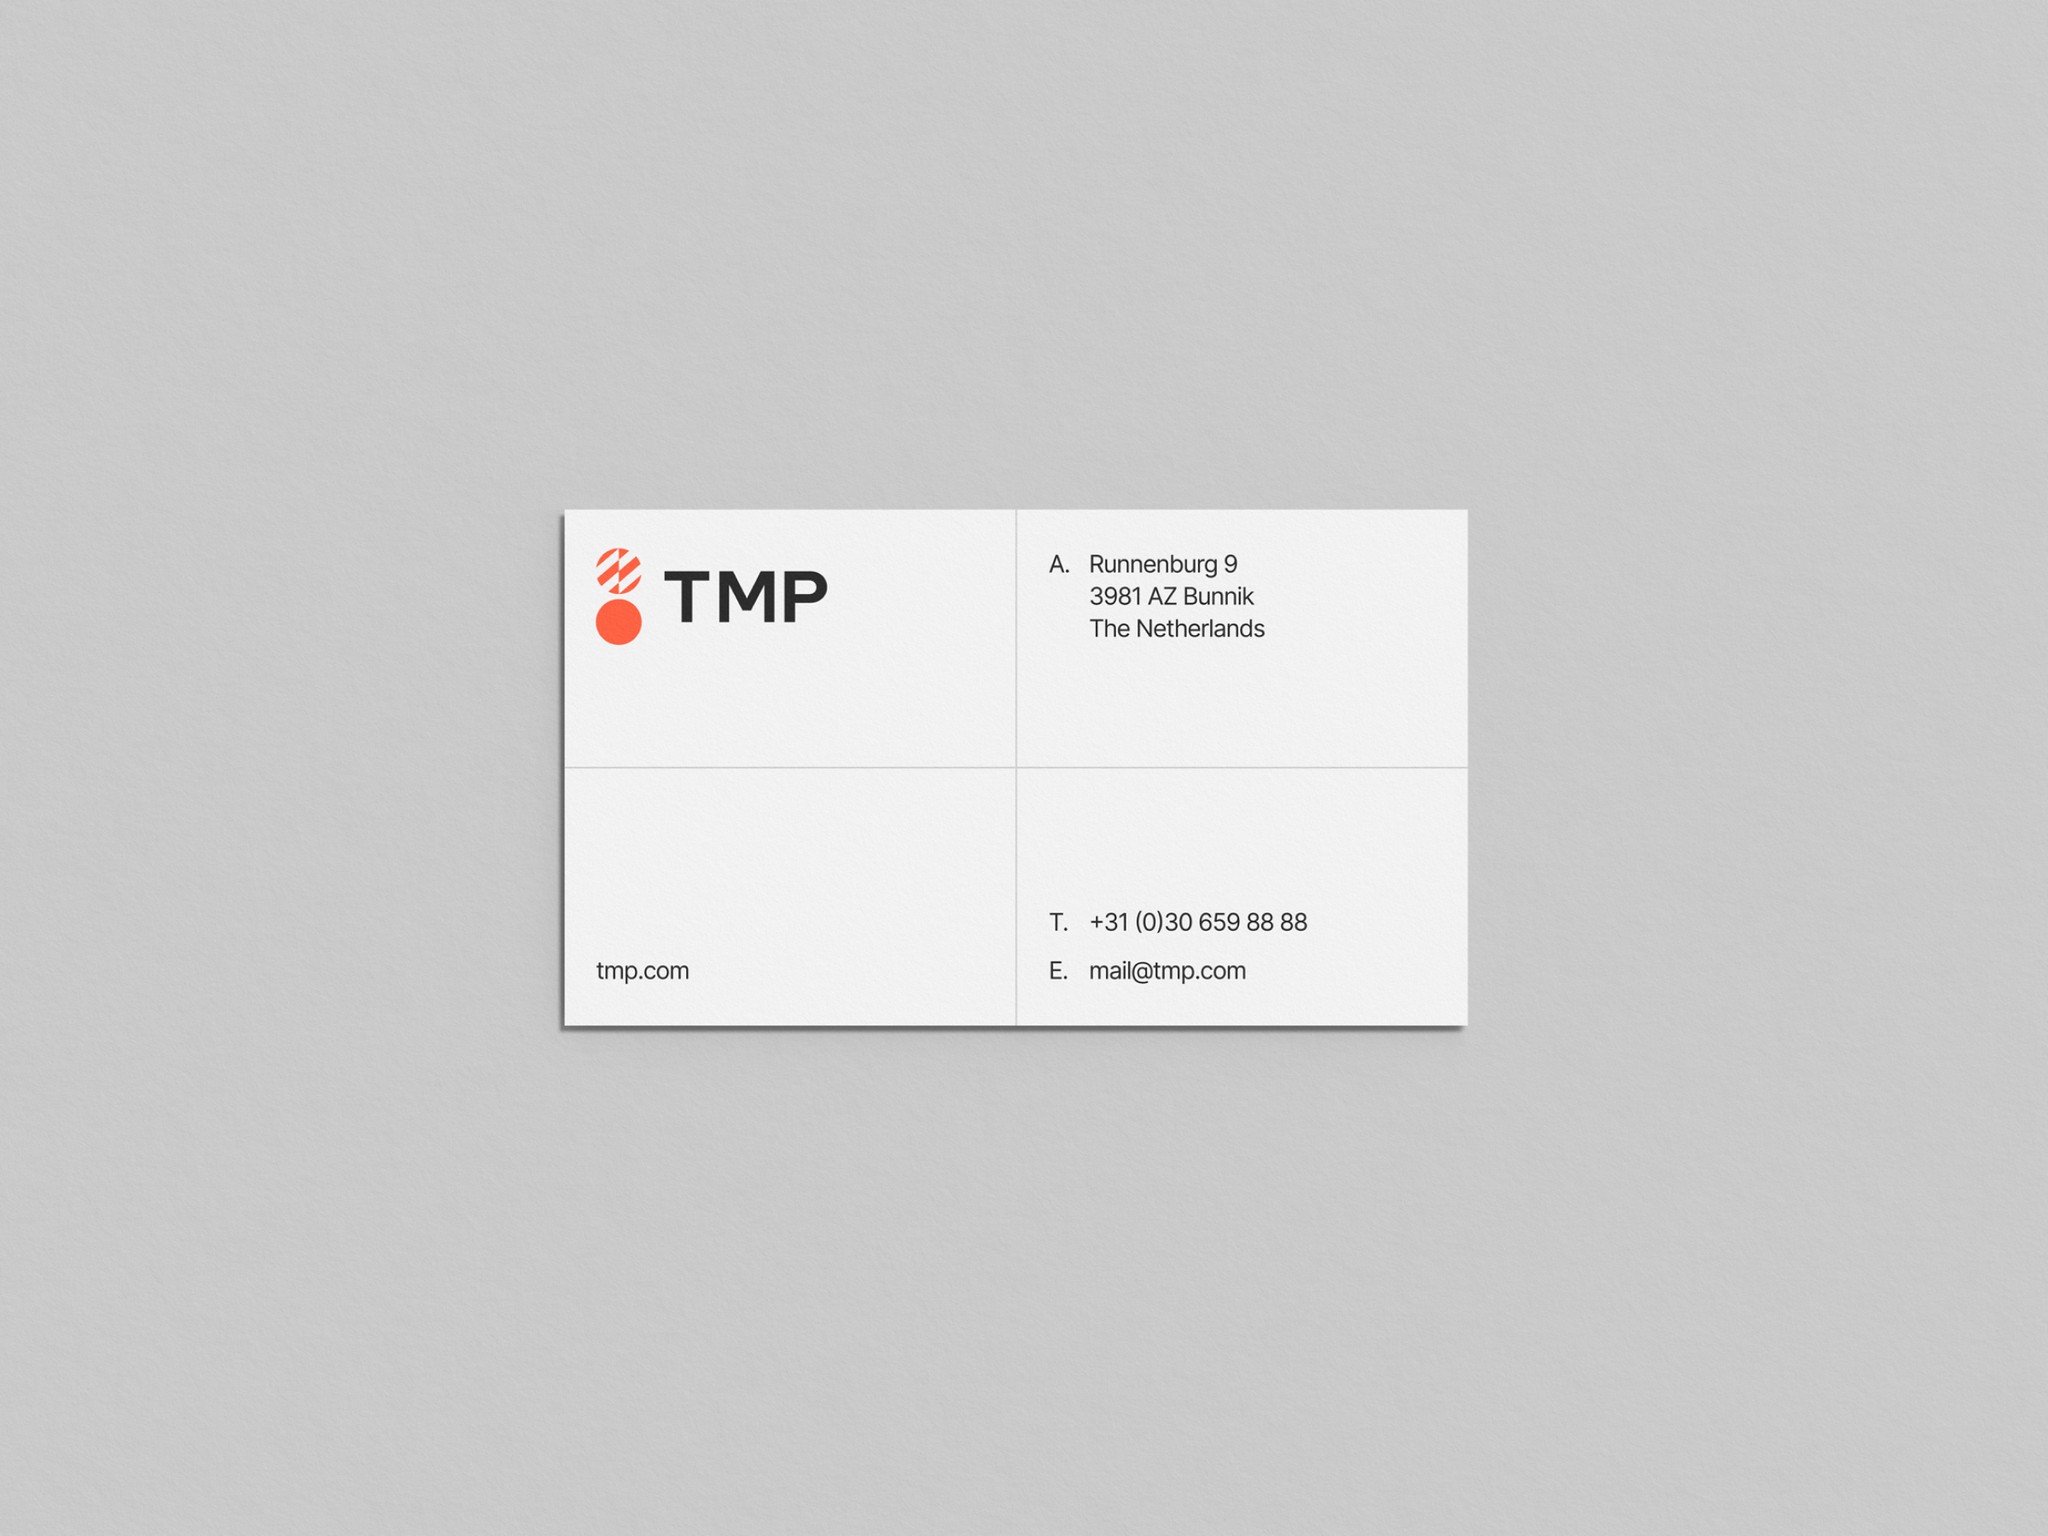 TMP
A. Runnenburg 9
3981 AZ Bunnik
The Netherlands
tmp.com
T. +31 (0)30 659 88 88
E. mail@tmp.com